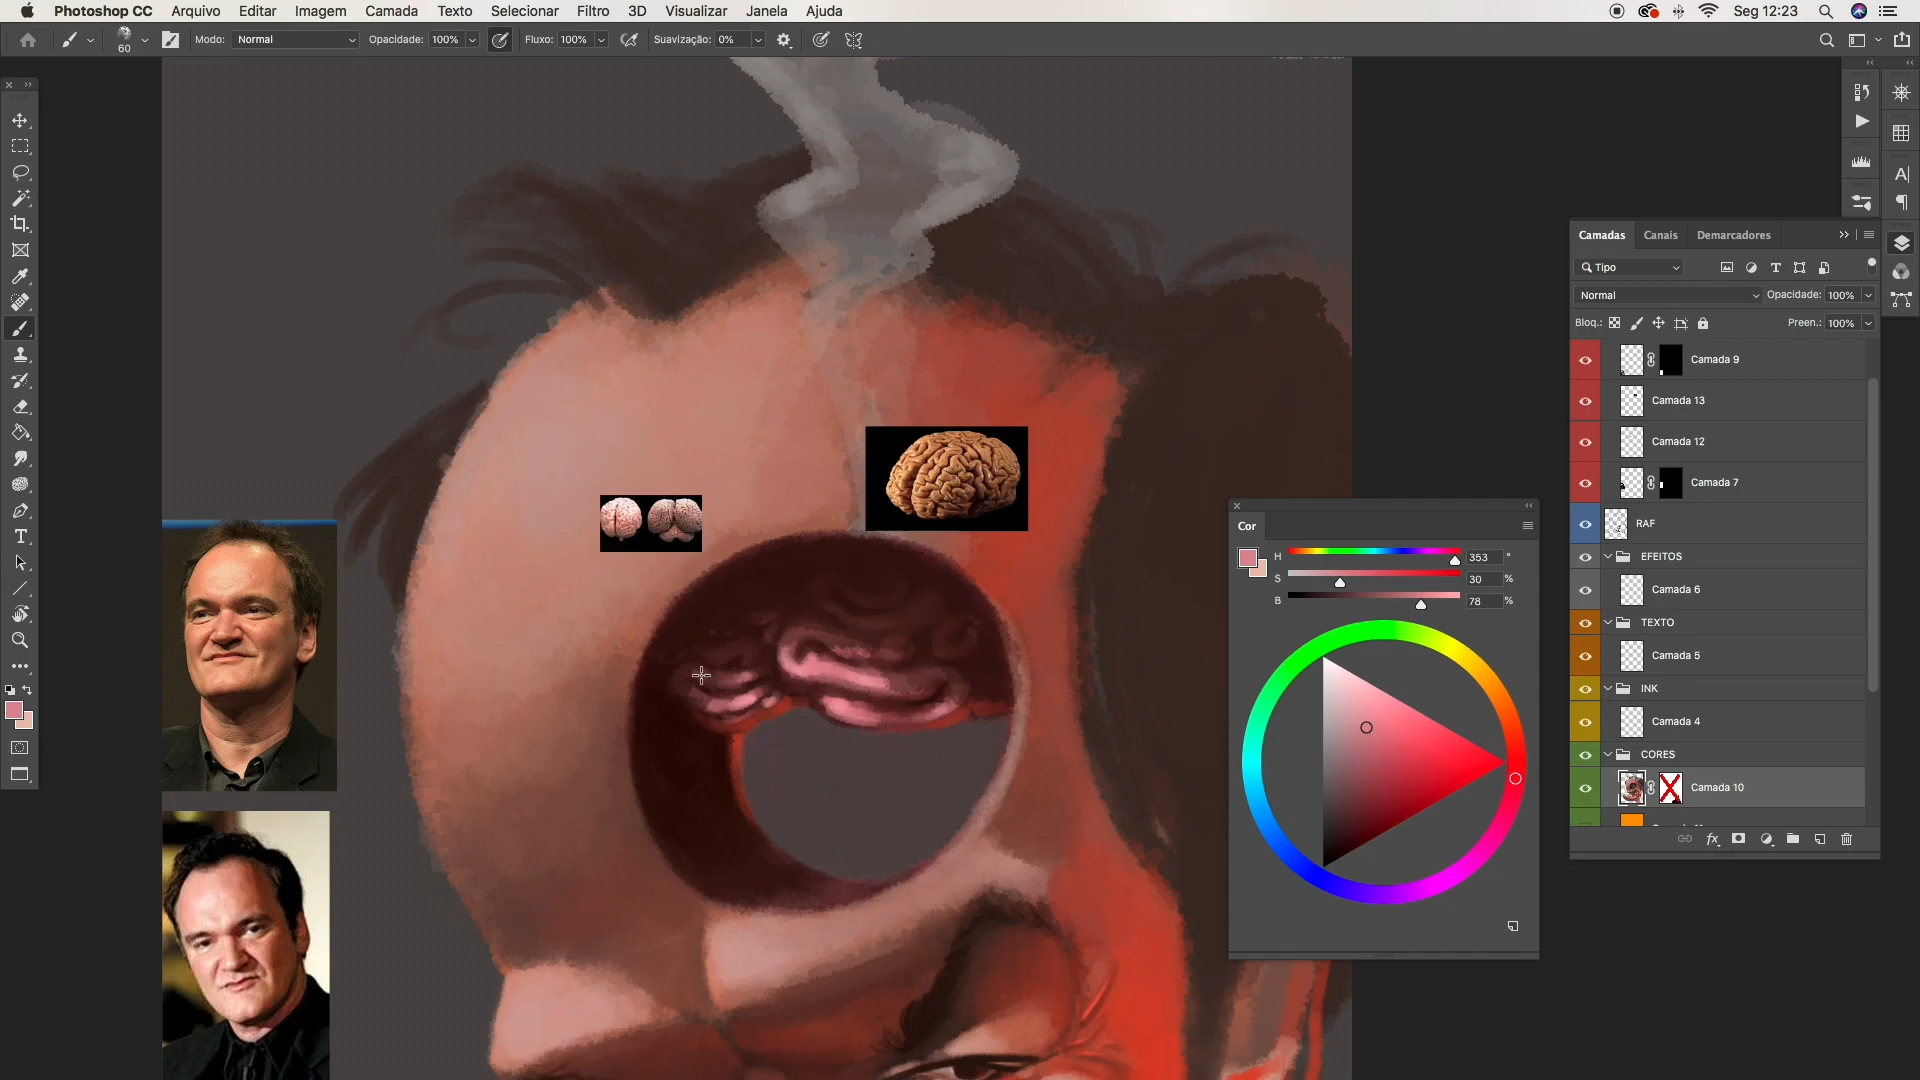 Photoshop CC Arquivo Editar Imagem Camada Texto Selecionar Filtro 3D Visualizar Janela Ajuda Seg 12:23
60 Modo: Normal Opacidade: 100% Fluxo: 100% Suavização: 0%
Camadas Canais Demarcadores
Tipo
Normal Opacidade: 100%
Bloq.: Preen.: 100%
Camada 9
Camada 13
Camada 12
Camada 7
RAF
EFEITOS
Camada 6
TEXTO
Camada 5
INK
Camada 4
CORES
Camada 10
Cor
H 353 °
S 30 %
B 78 %